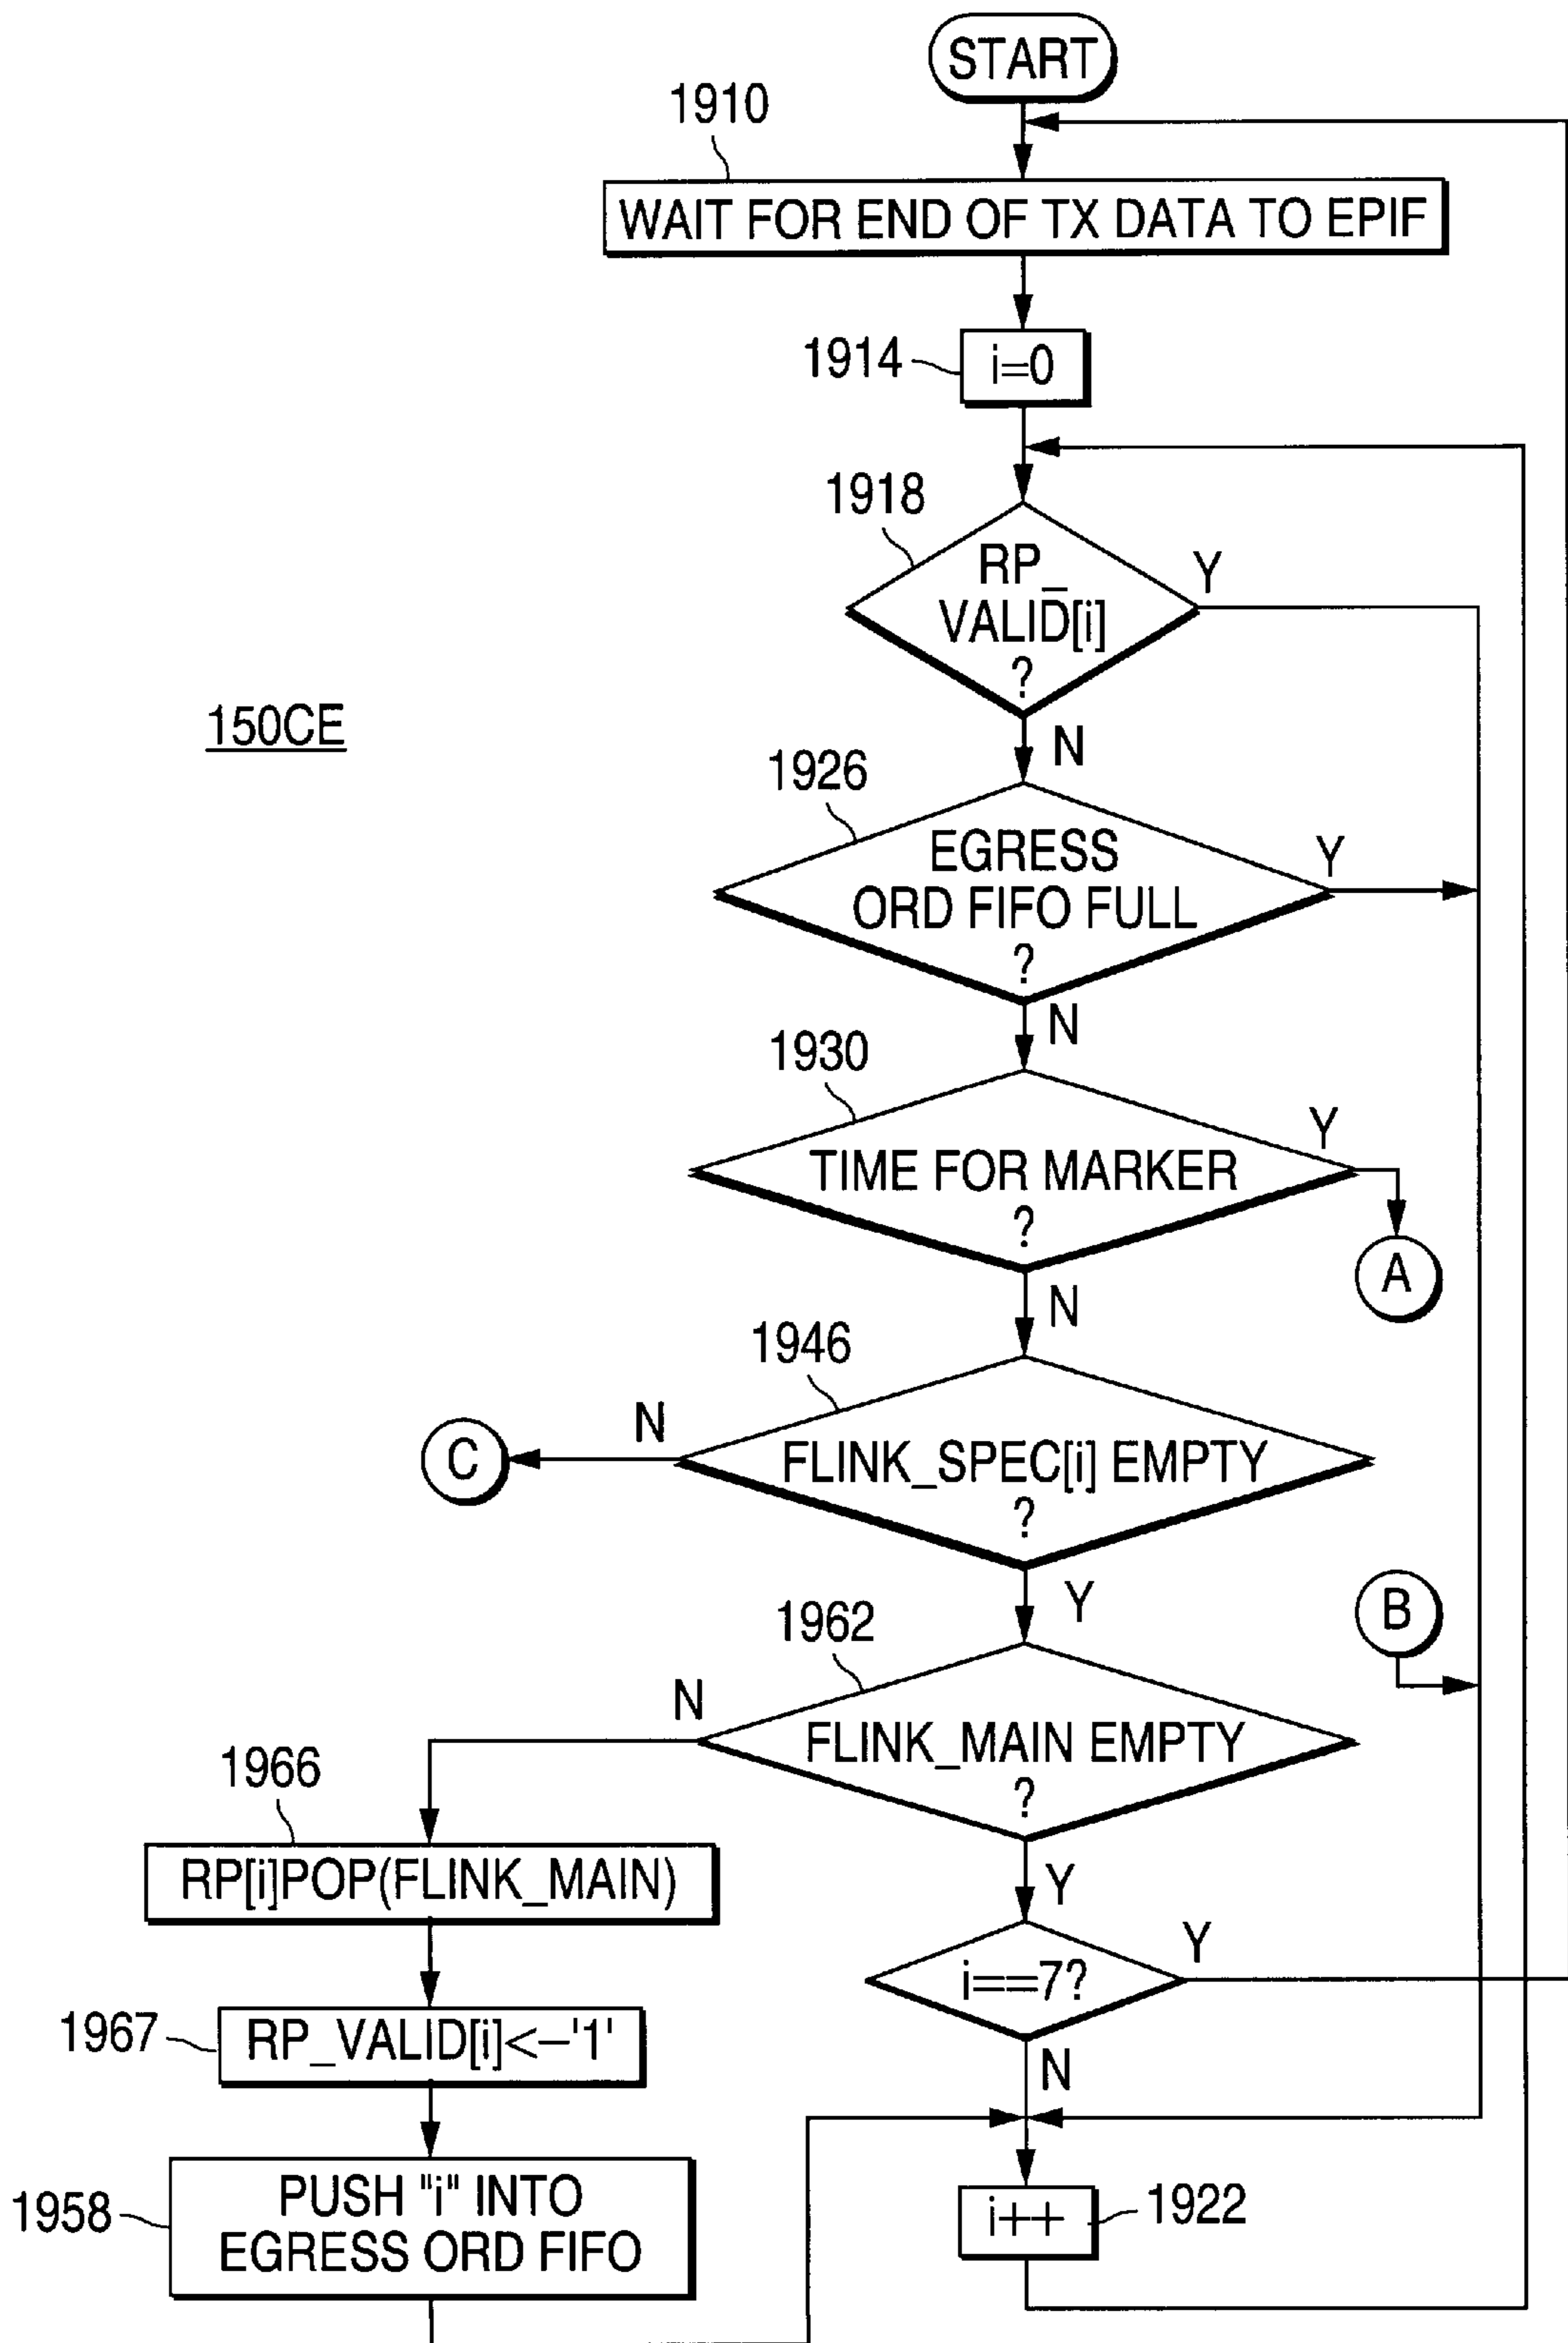 START
1910
WAIT FOR END OF TX DATA TO EPIF
1914
i=0
1918
RP_
VALID[i]
?
Y
N
150CE
1926
EGRESS
ORD FIFO FULL
?
Y
N
1930
TIME FOR MARKER
?
Y
A
N
1946
FLINK_SPEC[i] EMPTY
?
N
C
Y
B
1962
FLINK_MAIN EMPTY
?
N
Y
1966
RP[i]POP(FLINK_MAIN)
i==7?
Y
N
1967
RP_VALID[i]<–'1'
1958
PUSH "i" INTO
EGRESS ORD FIFO
i++
1922